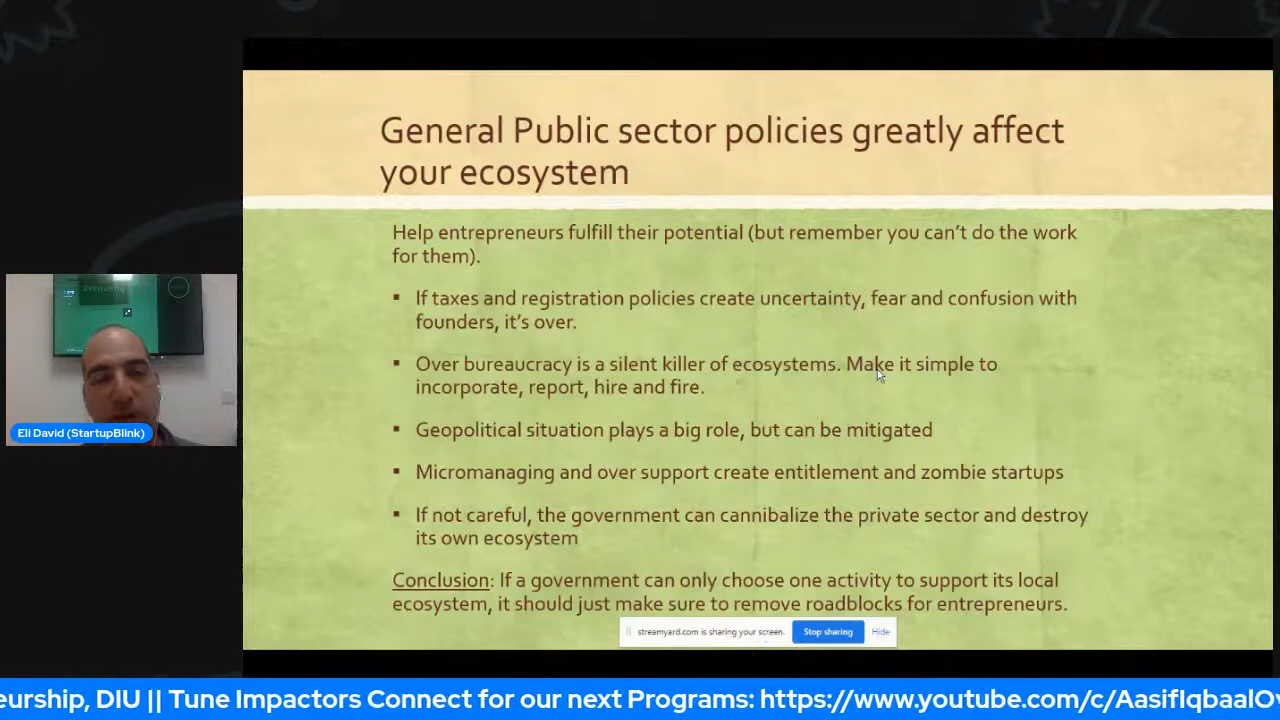 General Public sector policies greatly affect
your ecosystem
Help entrepreneurs fulfill their potential (but remember you can't do the work
for them).
▪ If taxes and registration policies create uncertainty, fear and confusion with
founders, it's over.
▪ Over bureaucracy is a silent killer of ecosystems. Make it simple to
incorporate, report, hire and fire.
▪ Geopolitical situation plays a big role, but can be mitigated
▪ Micromanaging and over support create entitlement and zombie startups
▪ If not careful, the government can cannibalize the private sector and destroy
its own ecosystem
Conclusion: If a government can only choose one activity to support its local
ecosystem, it should just make sure to remove roadblocks for entrepreneurs.
streamyard.com is sharing your screen. Stop sharing Hide
Eli David (StartupBlink)
eurship, DIU || Tune Impactors Connect for our next Programs: https://www.youtube.com/c/AasifIqbaalOv